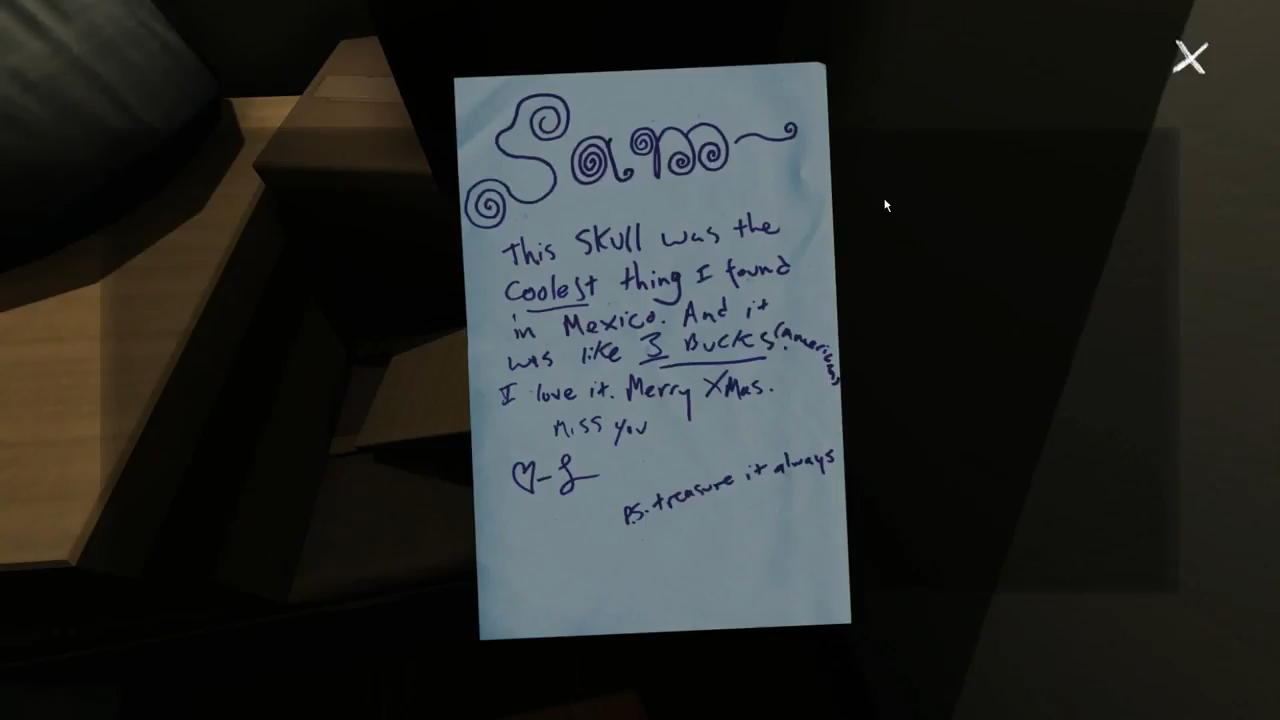 Sam~
This SKUll was the
Coolest thing I found
in Mexico. And it
was like 3 BUCKS. (american)
I love it. Merry XMas.
Miss you
♡-L
P.S. treasure it always